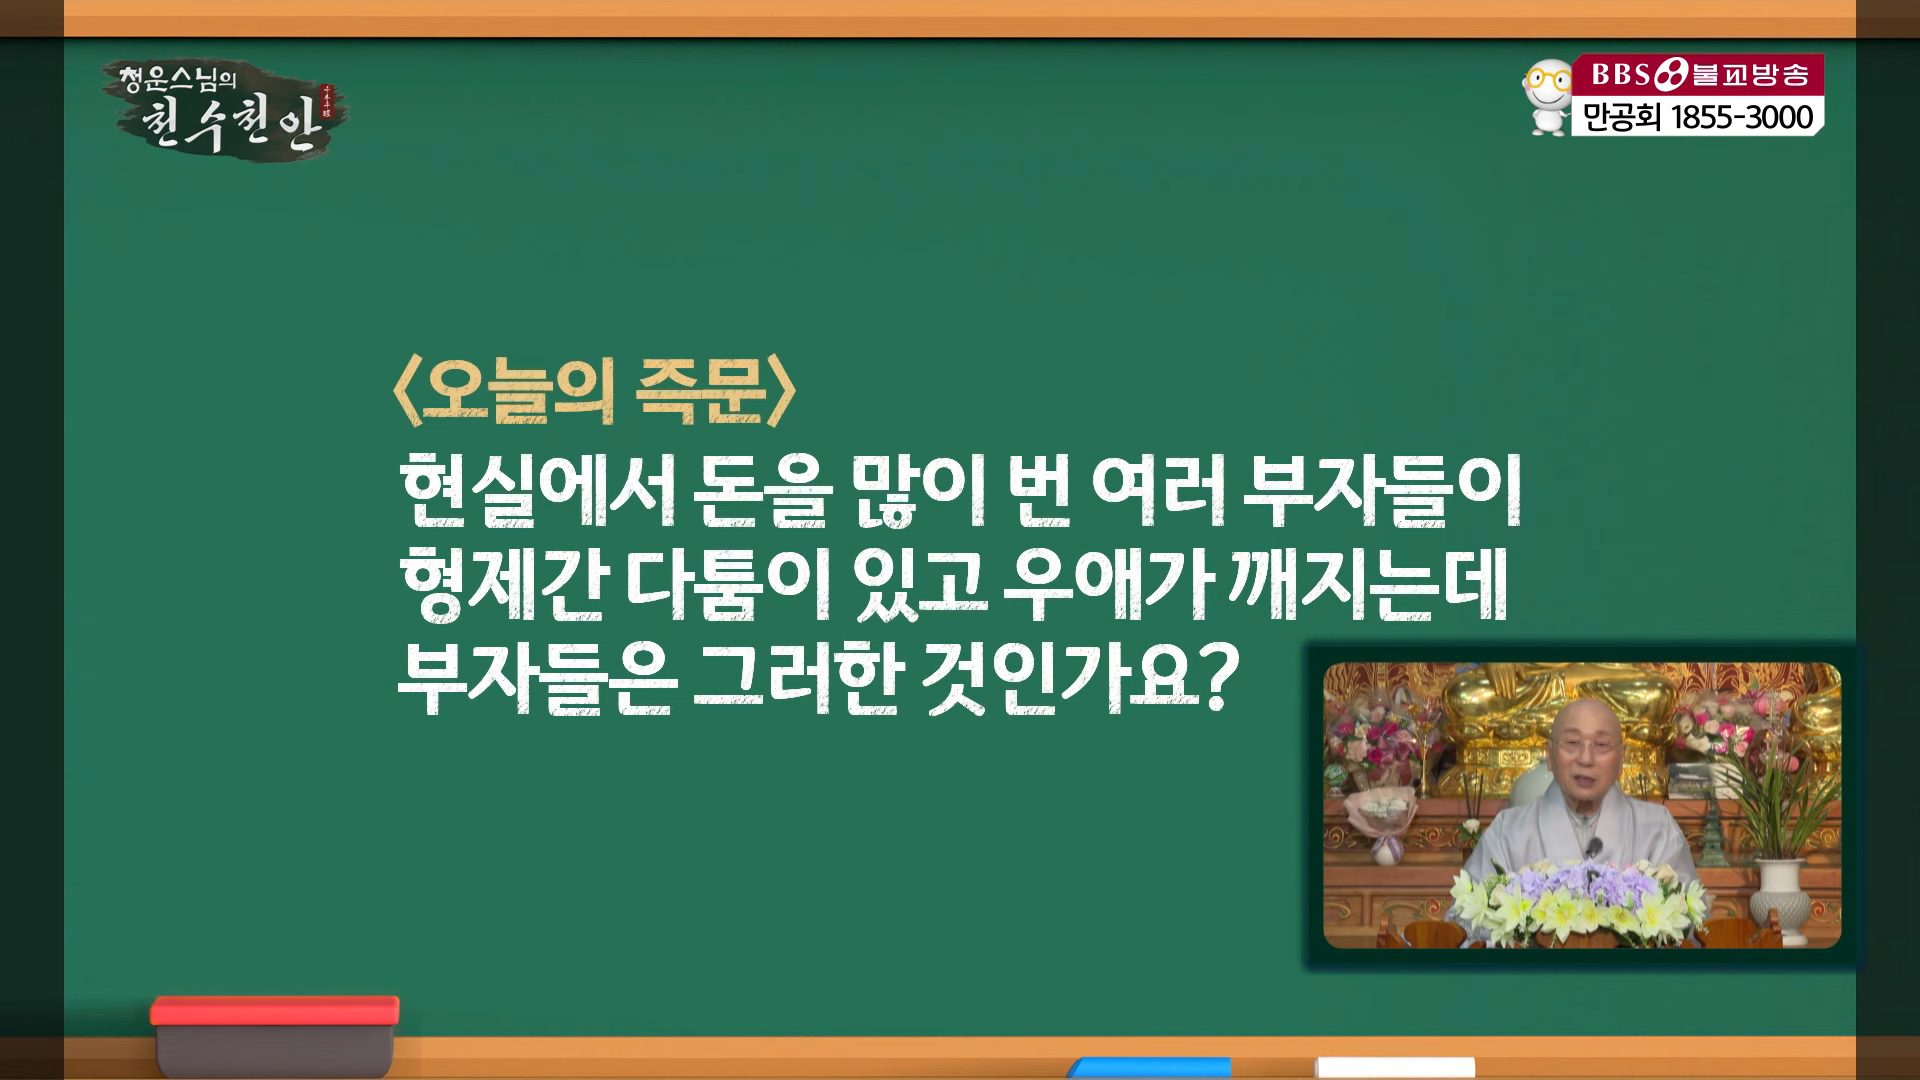 청운스님의
천수천안
BBS 불교방송
만공회 1855-3000
<오늘의 즉문>
현실에서 돈을 많이 번 여러 부자들이
형제간 다툼이 있고 우애가 깨지는데
부자들은 그러한 것인가요?